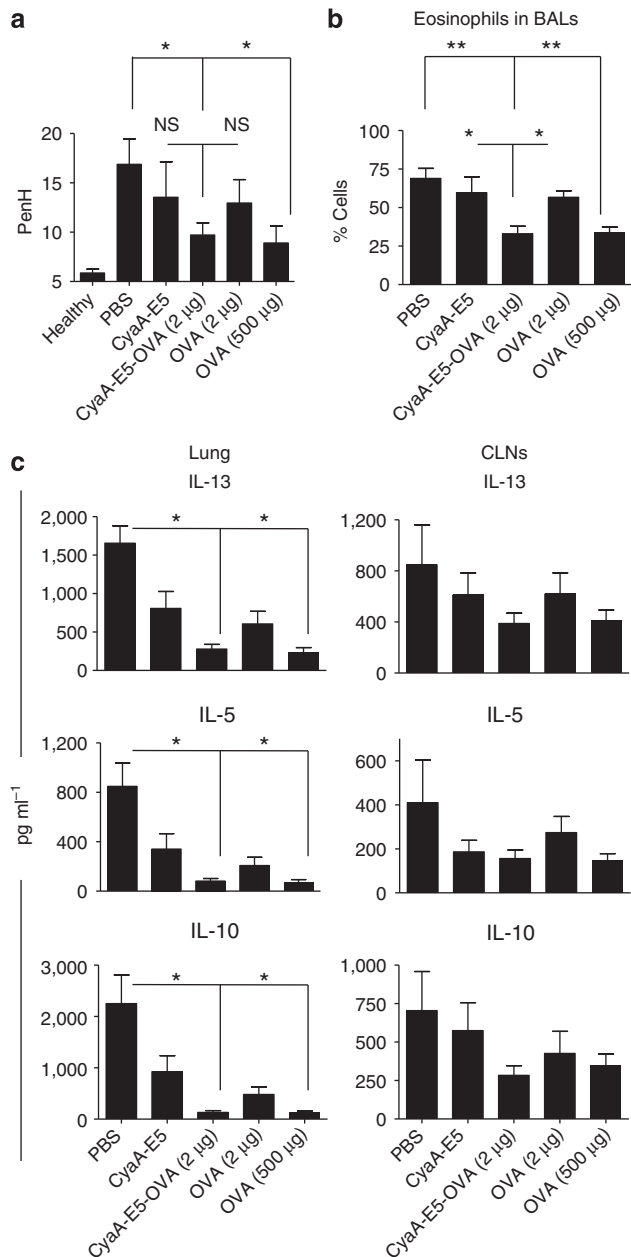 a
* *
NS NS
20
15
10
5
PenH
Healthy
PBS
CyaA-E5
CyaA-E5-OVA (2 µg)
OVA (2 µg)
OVA (500 µg)
b
Eosinophils in BALs
** **
* *
100
75
50
25
0
% Cells
PBS
CyaA-E5
CyaA-E5-OVA (2 µg)
OVA (2 µg)
OVA (500 µg)
c
pg ml⁻¹
Lung
IL-13
2,000
1,500
1,000
500
0
* *
CLNs
IL-13
1,200
800
400
0
IL-5
1,200
800
400
0
* *
IL-5
600
400
200
0
IL-10
3,000
2,000
1,000
0
* *
PBS
CyaA-E5
CyaA-E5-OVA (2 µg)
OVA (2 µg)
OVA (500 µg)
IL-10
1,000
750
500
250
PBS
CyaA-E5
CyaA-E5-OVA (2 µg)
OVA (2 µg)
OVA (500 µg)